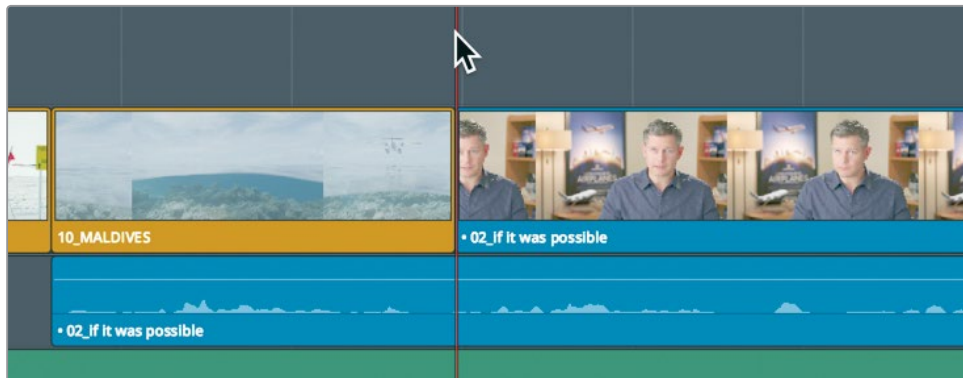 10_MALDIVES
• 02_if it was possible
• 02_if it was possible
AIRPLANES